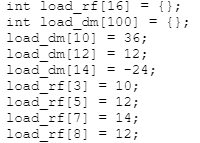 int load_rf[16] = {};
int load_dm[100] = {};
load_dm[10] = 36;
load_dm[12] = 12;
load_dm[14] = -24;
load_rf[3] = 10;
load_rf[5] = 12;
load_rf[7] = 14;
load_rf[8] = 12;